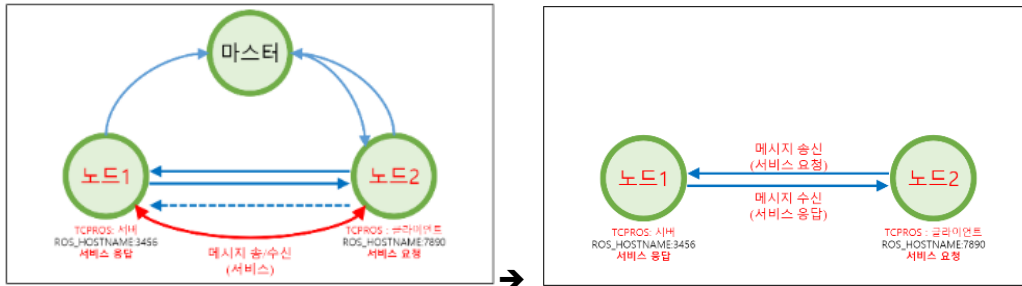 마스터
노드1
노드2
TCPROS: 서버
ROS_HOSTNAME:3456
서비스 응답
TCPROS : 클라이언트
ROS_HOSTNAME:7890
서비스 요청
메시지 송/수신
(서비스)
➔
메시지 송신
(서비스 요청)
노드1
노드2
메시지 수신
(서비스 응답)
TCPROS: 서버
ROS_HOSTNAME:3456
서비스 응답
TCPROS : 클라이언트
ROS_HOSTNAME:7890
서비스 요청